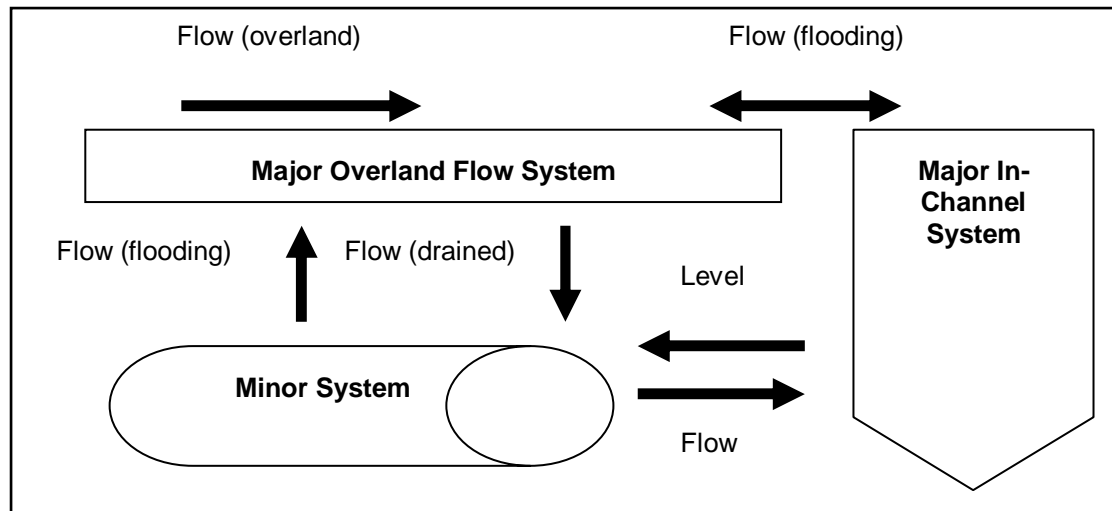 Flow (overland)
Flow (flooding)
Major Overland Flow System
Major In-
Channel
System
Flow (flooding)
Flow (drained)
Level
Minor System
Flow